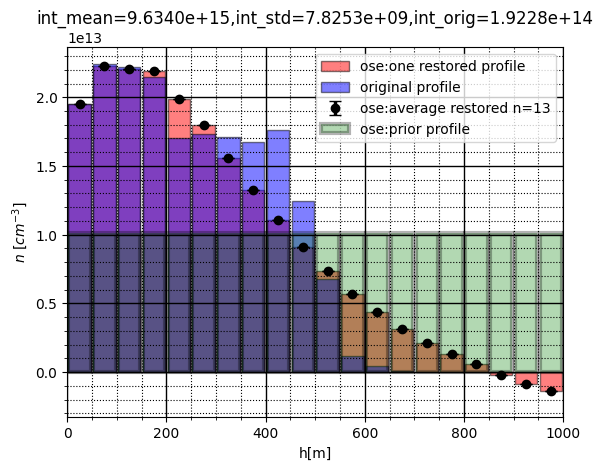 int_mean=9.6340e+15,int_std=7.8253e+09,int_orig=1.9228e+14
1e13
ose:one restored profile
original profile
ose:average restored n=13
ose:prior profile
2.0
1.5
1.0
0.5
0.0
n [cm⁻³]
0 200 400 600 800 1000
h[m]